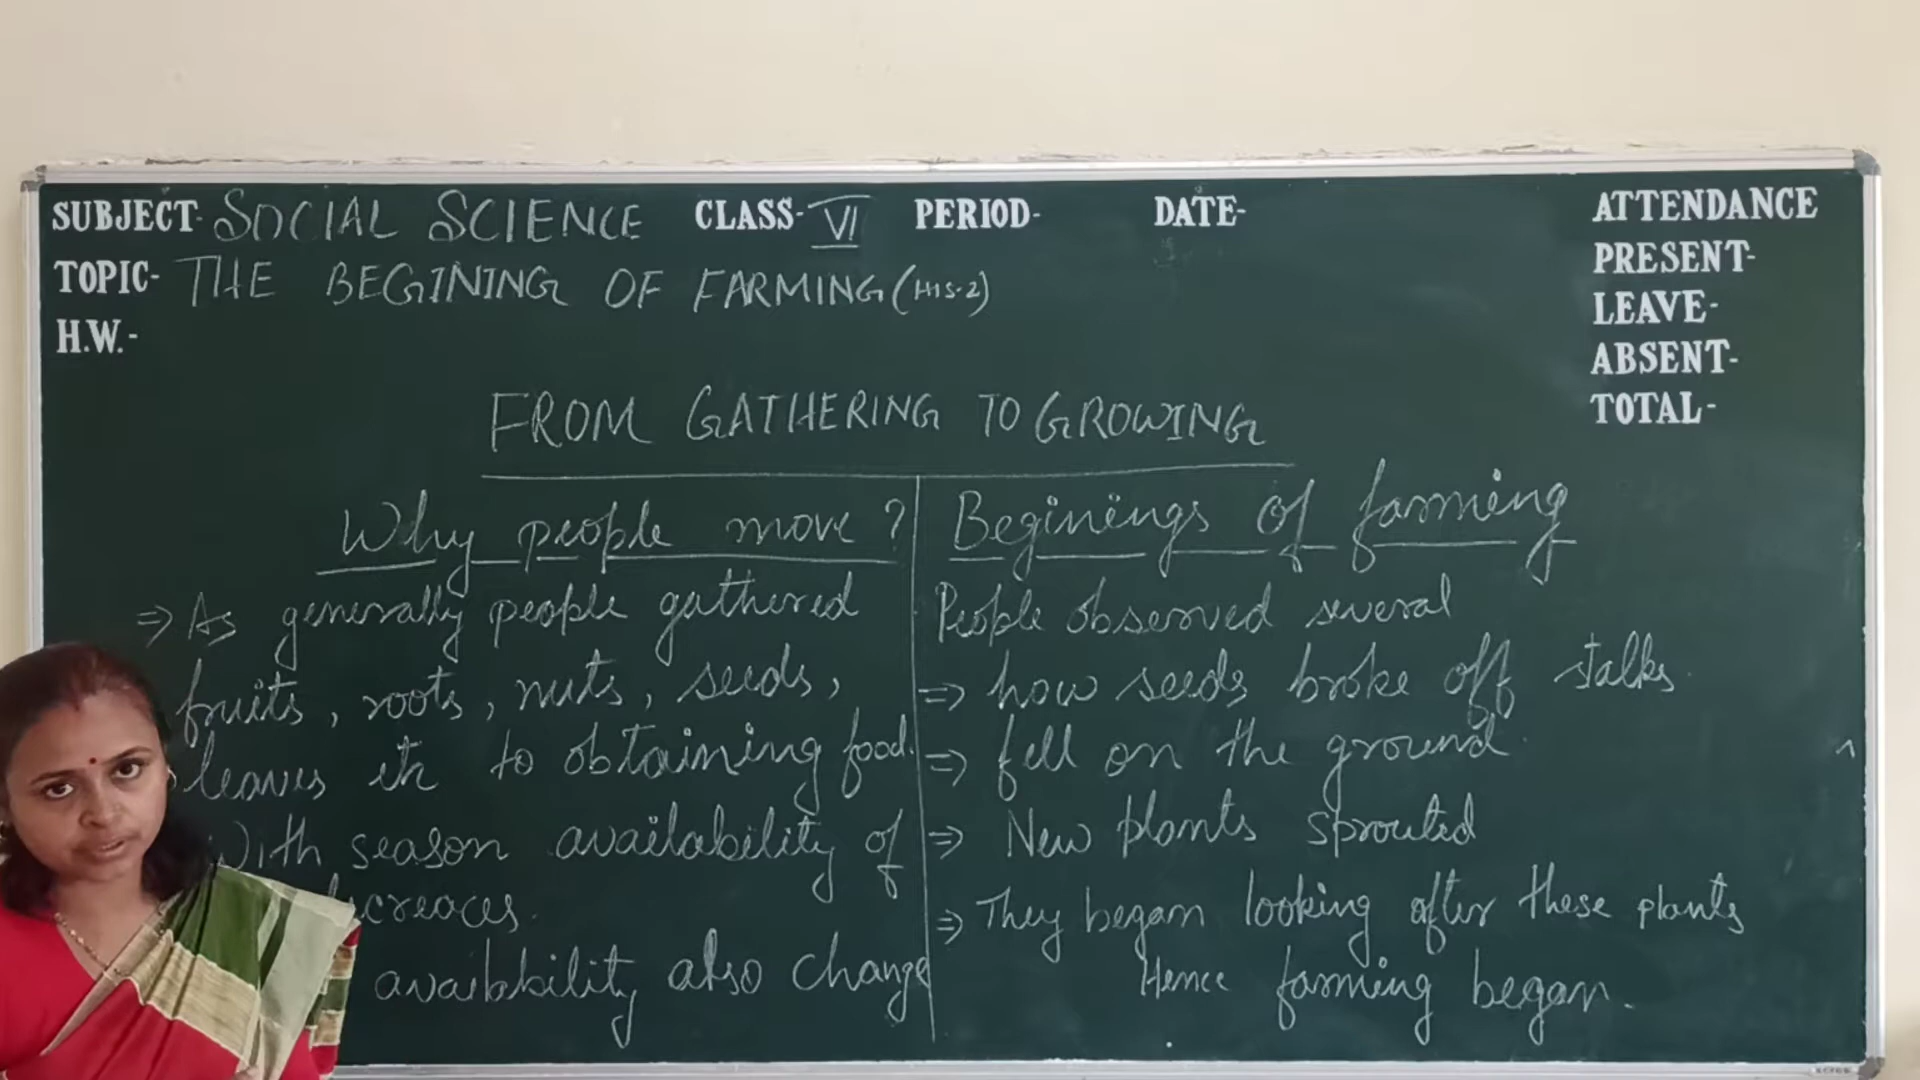 SUBJECT- SOCIAL SCIENCE CLASS- VI PERIOD- DATE- ATTENDANCE
TOPIC- THE BEGINING OF FARMING (HIS-2) PRESENT-
H.W.- LEAVE-
ABSENT-
TOTAL-
FROM GATHERING TO GROWING
Why people move?
⇒ As generally people gathered
fruits, roots, nuts, seeds,
leaves etc to obtaining food.
With season availability of
availability also change
Beginings of farming
People observed several
⇒ how seeds broke off stalks.
⇒ fell on the ground.
⇒ New plants sprouted
⇒ They began looking after these plants
Hence farming began.